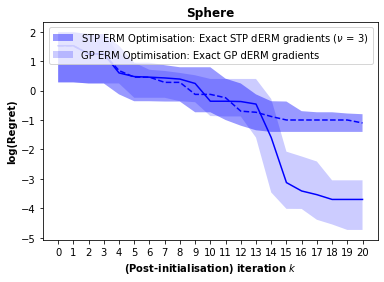 Sphere
STP ERM Optimisation: Exact STP dERM gradients (ν = 3)
GP ERM Optimisation: Exact GP dERM gradients
log(Regret)
2
1
0
−1
−2
−3
−4
−5
0 1 2 3 4 5 6 7 8 9 10 11 12 13 14 15 16 17 18 19 20
(Post-initialisation) iteration k